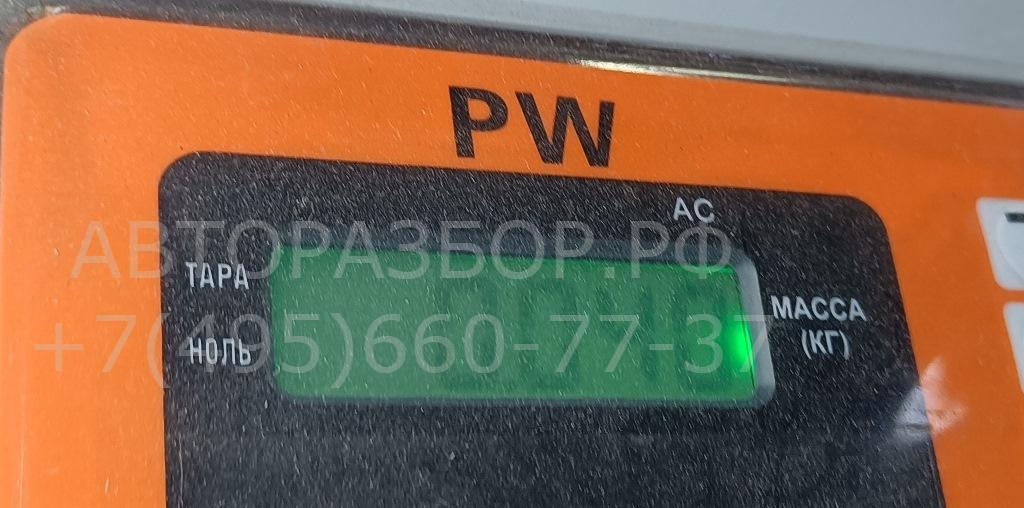 PW
AC
АВТОРАЗБОР.РФ
ТАРА
МАССА
(КГ)
+7(495)660-77-37
НОЛЬ